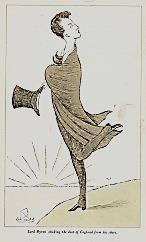 Lord Byron, shaking the dust of England from his shoes.